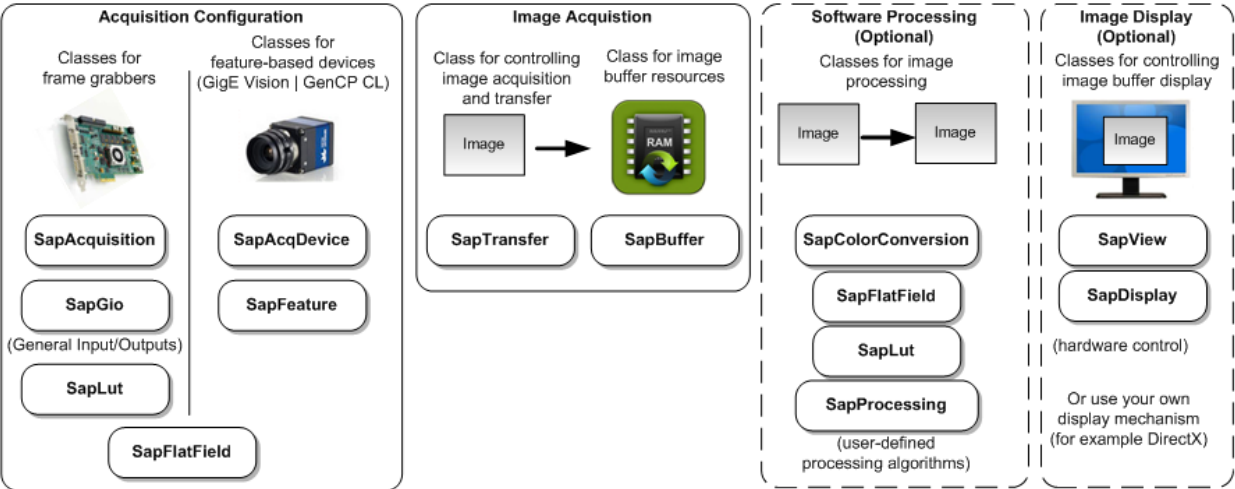 Acquisition Configuration
Classes for
frame grabbers
Classes for
feature-based devices
(GigE Vision | GenCP CL)
SapAcquisition
SapGio
(General Input/Outputs)
SapLut
SapAcqDevice
SapFeature
SapFlatField
Image Acquistion
Class for controlling
image acquisition
and transfer
Class for image
buffer resources
Image
RAM
SapTransfer
SapBuffer
Software Processing
(Optional)
Classes for image
processing
Image
Image
SapColorConversion
SapFlatField
SapLut
SapProcessing
(user-defined
processing algorithms)
Image Display
(Optional)
Classes for controlling
image buffer display
Image
SapView
SapDisplay
(hardware control)
Or use your own
display mechanism
(for example DirectX)